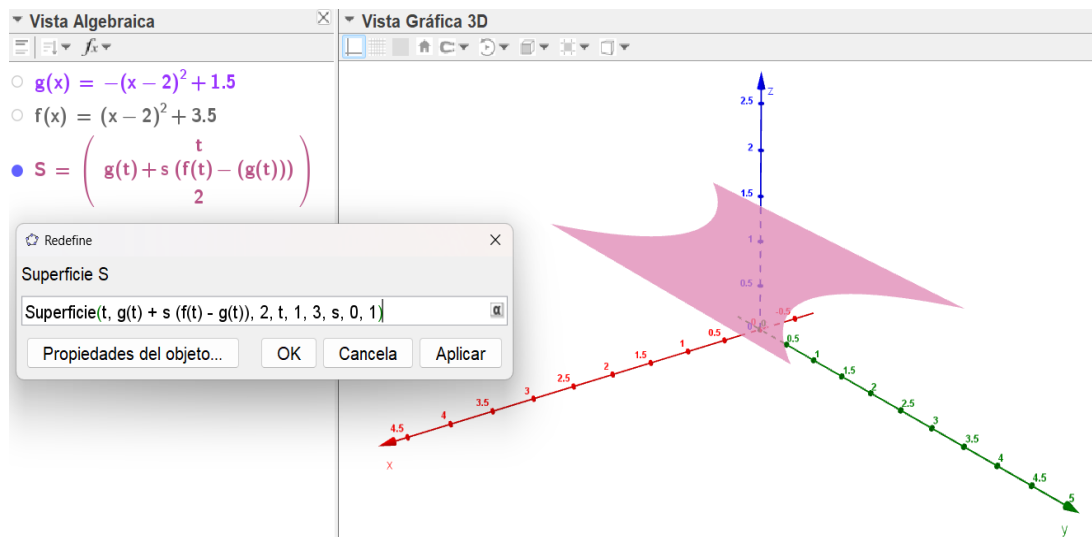 Vista Algebraica
Vista Gráfica 3D
g(x) = −(x − 2)² + 1.5
f(x) = (x − 2)² + 3.5
S = ( t
g(t) + s (f(t) − (g(t)))
2 )
Redefine
Superficie S
Superficie(t, g(t) + s (f(t) - g(t)), 2, t, 1, 3, s, 0, 1)
α
Propiedades del objeto...
OK
Cancela
Aplicar
z
2.5
2
1.5
1
0.5
0
-0.5
0
0.5
1
1.5
2
2.5
3
3.5
4
4.5
x
0.5
1
1.5
2
2.5
3
3.5
4
4.5
5
y